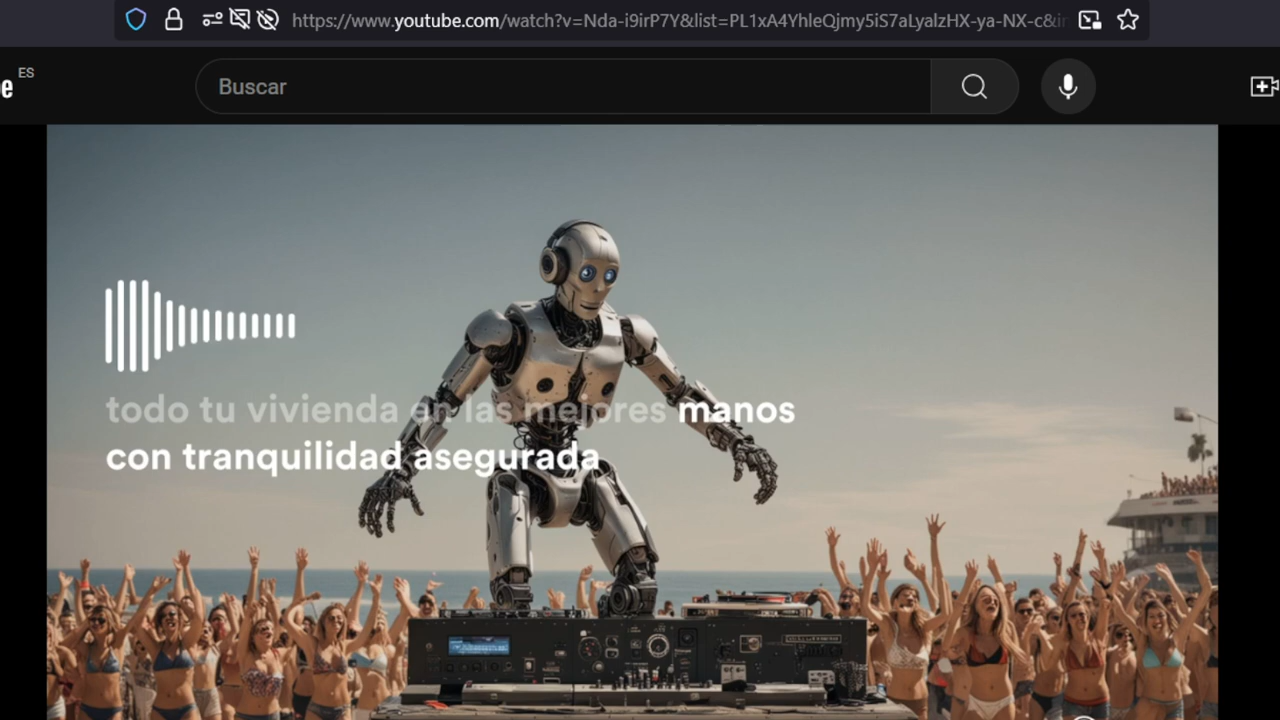 https://www.youtube.com/watch?v=Nda-i9irP7Y&list=PL1xA4YhleQjmy5iS7aLyalzHX-ya-NX-c&i
ES
Buscar
todo tu vivienda en las mejores manos
con tranquilidad asegurada